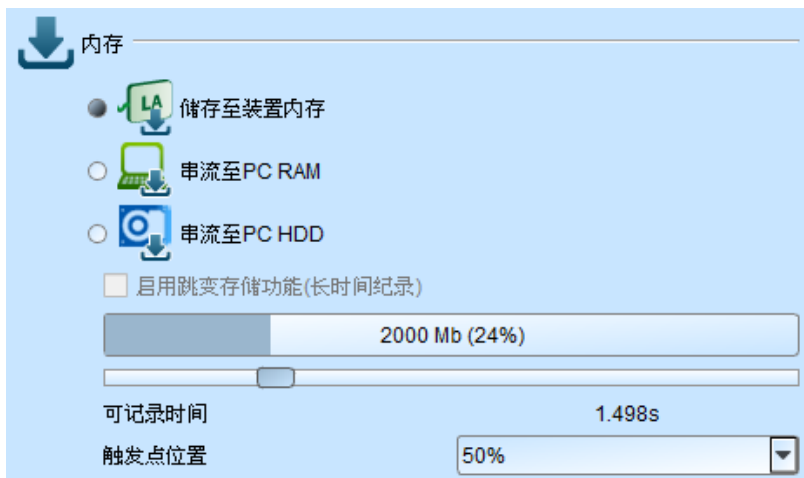 内存
LA 储存至装置内存
串流至PC RAM
串流至PC HDD
启用跳变存储功能(长时间纪录)
2000 Mb (24%)
可记录时间 1.498s
触发点位置 50%